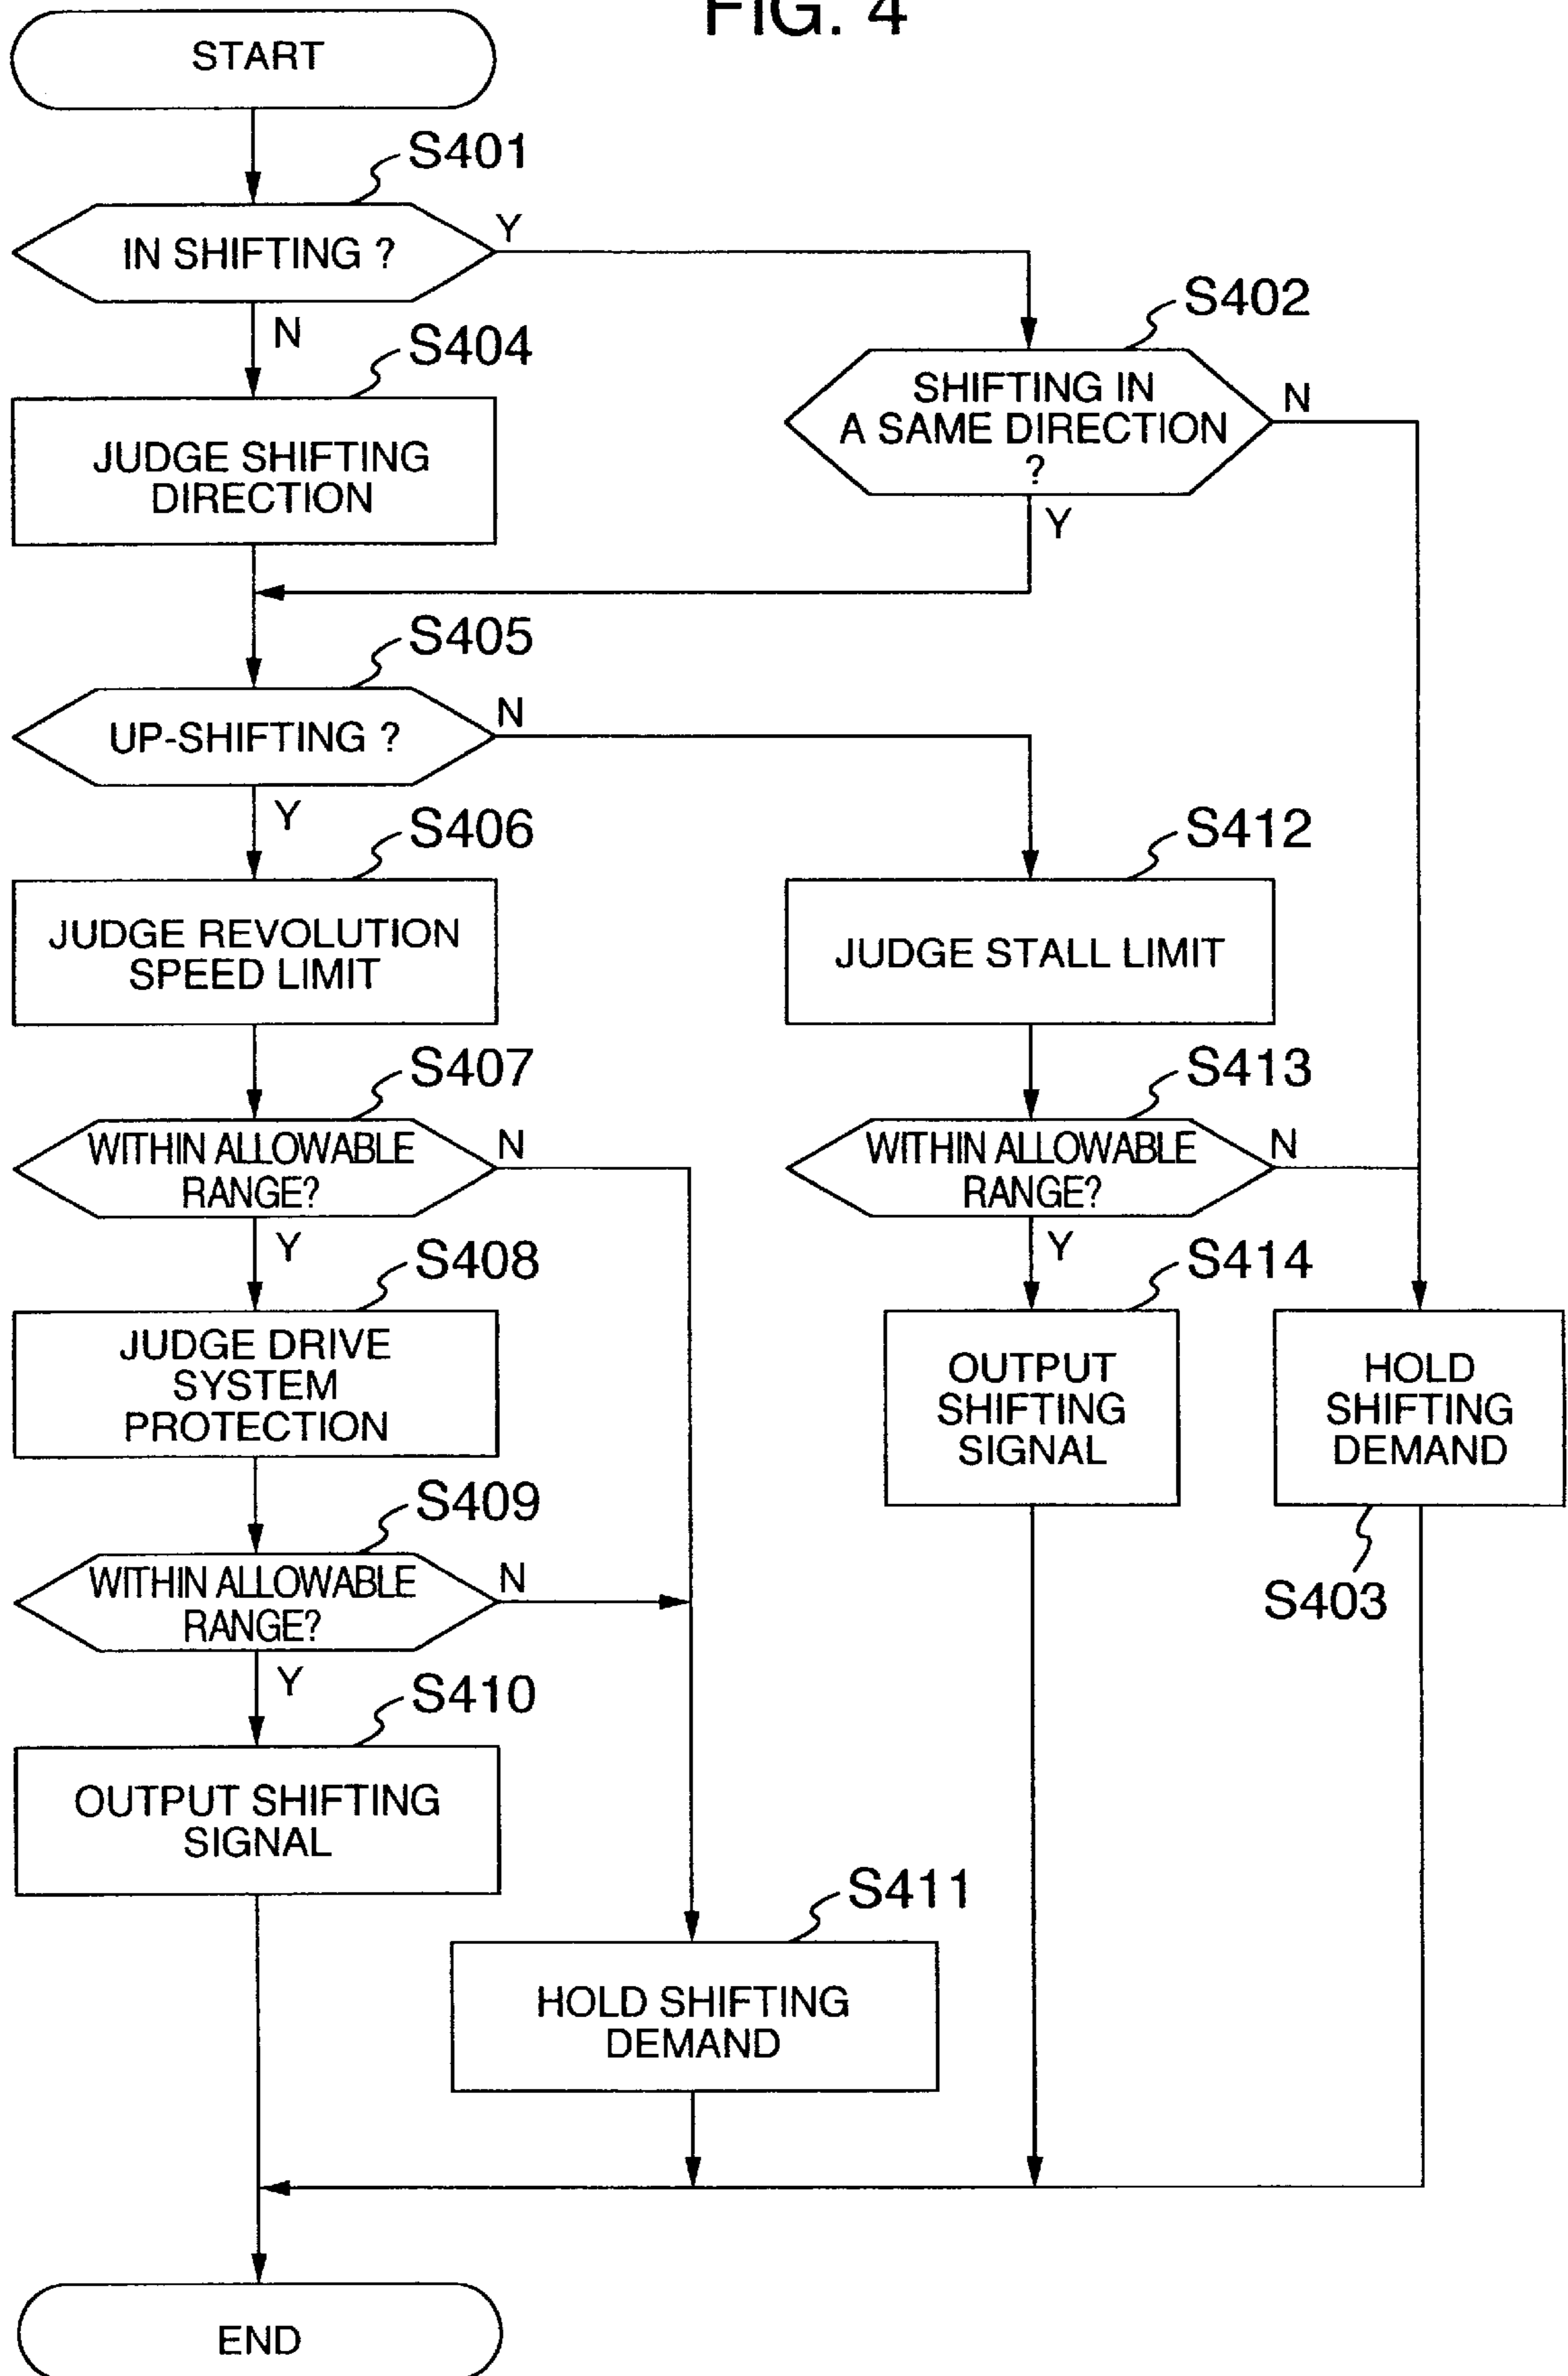 FIG. 4
START
S401
IN SHIFTING ?
Y
N
S402
SHIFTING IN
A SAME DIRECTION
?
N
Y
S404
JUDGE SHIFTING
DIRECTION
S405
UP-SHIFTING ?
N
Y
S406
JUDGE REVOLUTION
SPEED LIMIT
S412
JUDGE STALL LIMIT
S407
WITHIN ALLOWABLE
RANGE?
N
Y
S413
WITHIN ALLOWABLE
RANGE?
N
Y
S408
JUDGE DRIVE
SYSTEM
PROTECTION
S414
OUTPUT
SHIFTING
SIGNAL
HOLD
SHIFTING
DEMAND
S403
S409
WITHIN ALLOWABLE
RANGE?
N
Y
S410
OUTPUT SHIFTING
SIGNAL
S411
HOLD SHIFTING
DEMAND
END